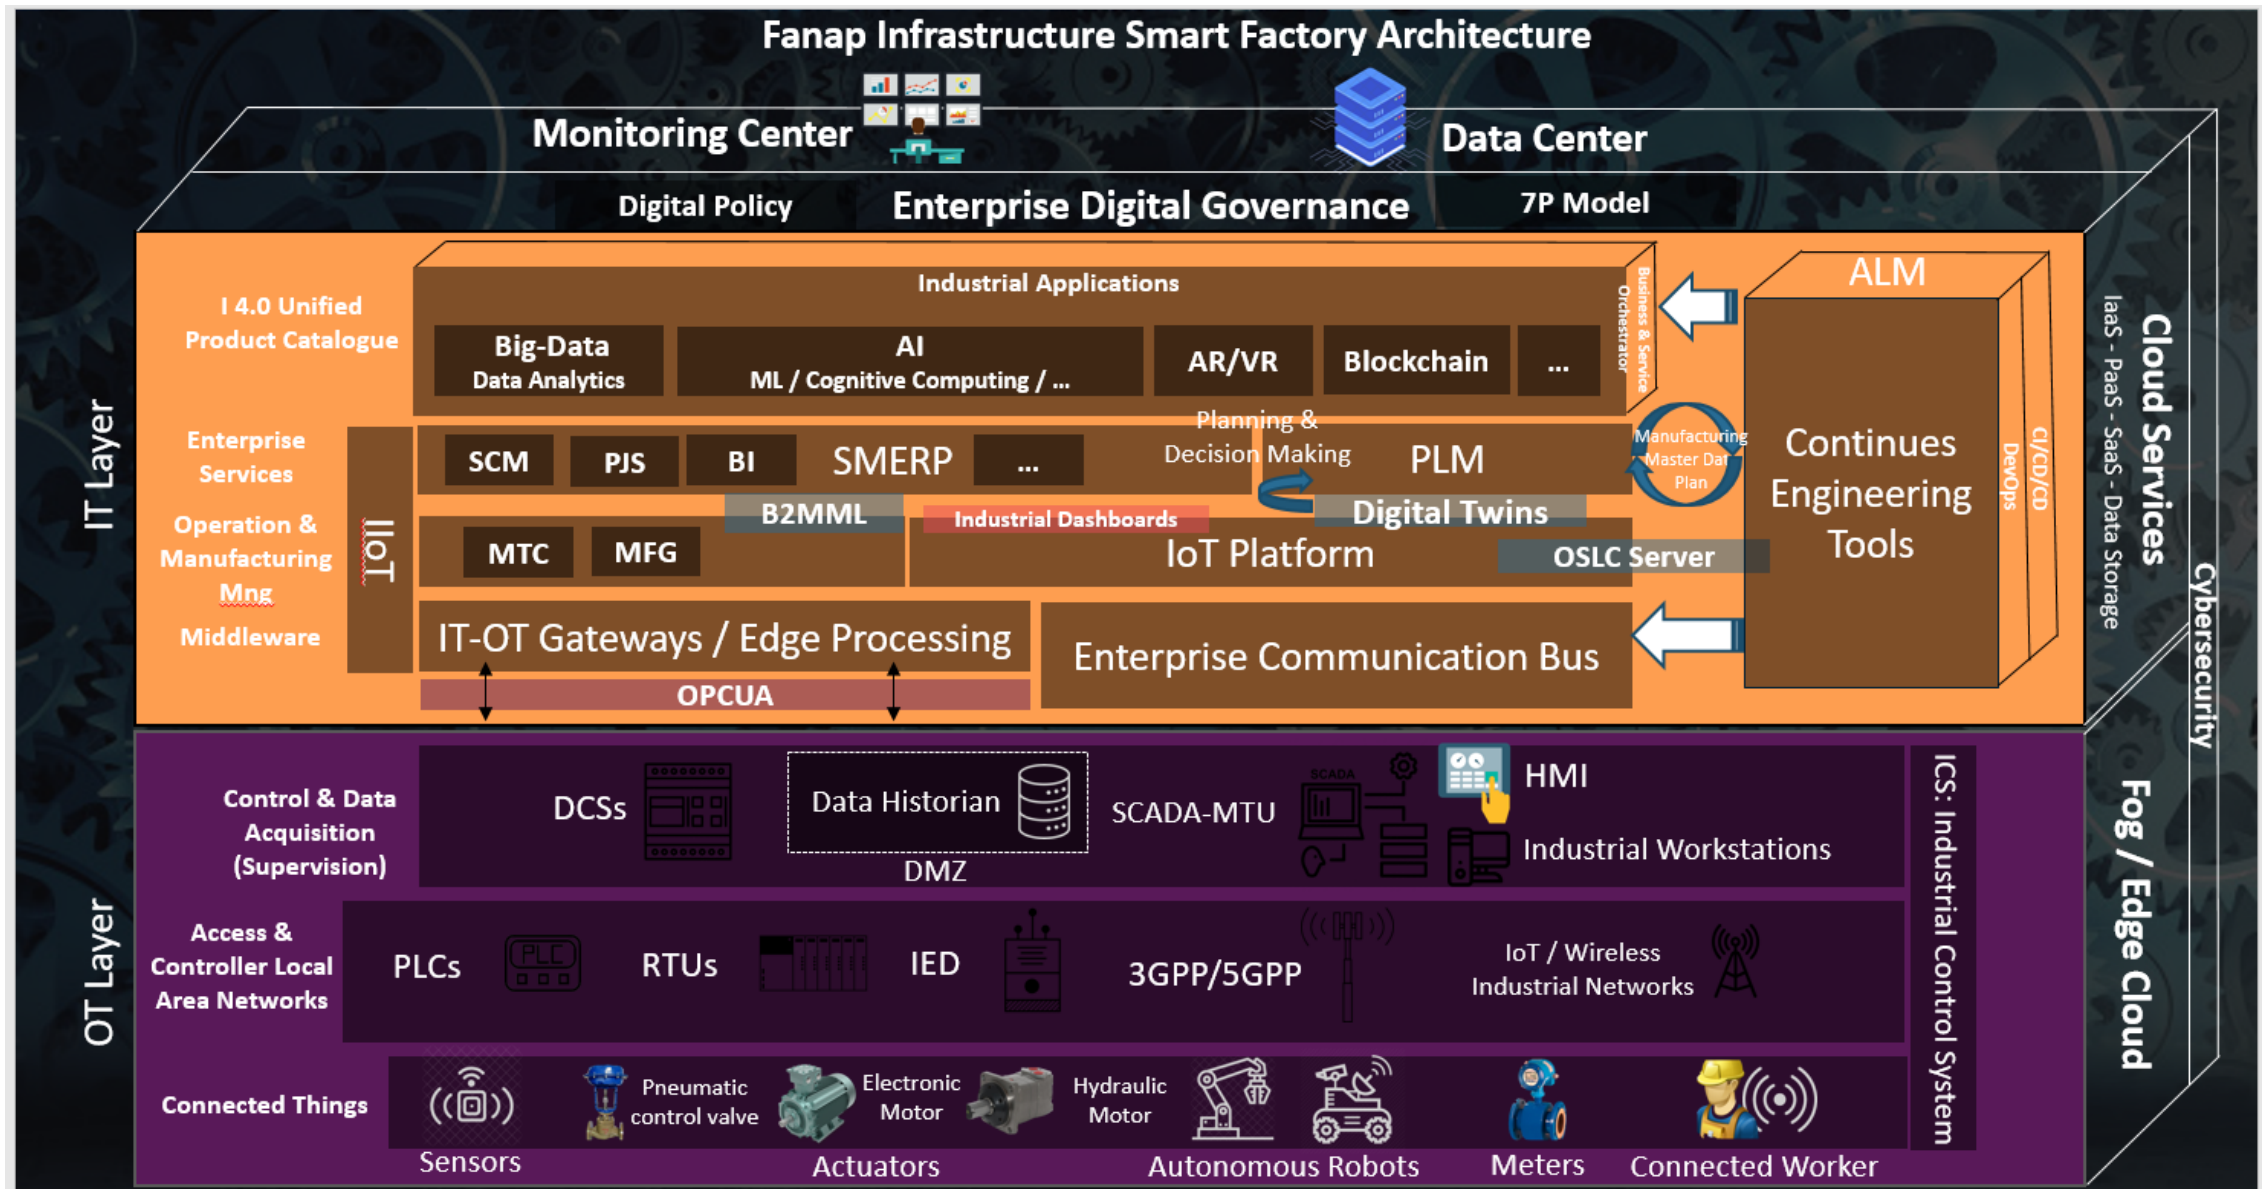 Fanap Infrastructure Smart Factory Architecture
Monitoring Center
Data Center
Digital Policy
Enterprise Digital Governance
7P Model
IT Layer
I 4.0 Unified
Product Catalogue
Industrial Applications
Big-Data
Data Analytics
AI
ML / Cognitive Computing / ...
AR/VR
Blockchain
...
Business & Service
Orchestrator
ALM
Continues
Engineering
Tools
DevOps
CI/CD/CD
Enterprise
Services
SCM
PJS
BI
SMERP
...
Planning &
Decision Making
PLM
Manufacturing
Master Dat
Plan
IIoT
B2MML
Industrial Dashboards
Digital Twins
Operation &
Manufacturing
Mng
MTC
MFG
IoT Platform
OSLC Server
Middleware
IT-OT Gateways / Edge Processing
Enterprise Communication Bus
OPCUA
Cloud Services
IaaS - PaaS - SaaS - Data Storage
Cybersecurity
OT Layer
Control & Data
Acquisition
(Supervision)
DCSs
Data Historian
DMZ
SCADA-MTU
SCADA
HMI
Industrial Workstations
Access &
Controller Local
Area Networks
PLCs
PLC
RTUs
IED
3GPP/5GPP
IoT / Wireless
Industrial Networks
Connected Things
Pneumatic
control valve
Electronic
Motor
Hydraulic
Motor
Sensors
Actuators
Autonomous Robots
Meters
Connected Worker
ICS: Industrial Control System
Fog / Edge Cloud